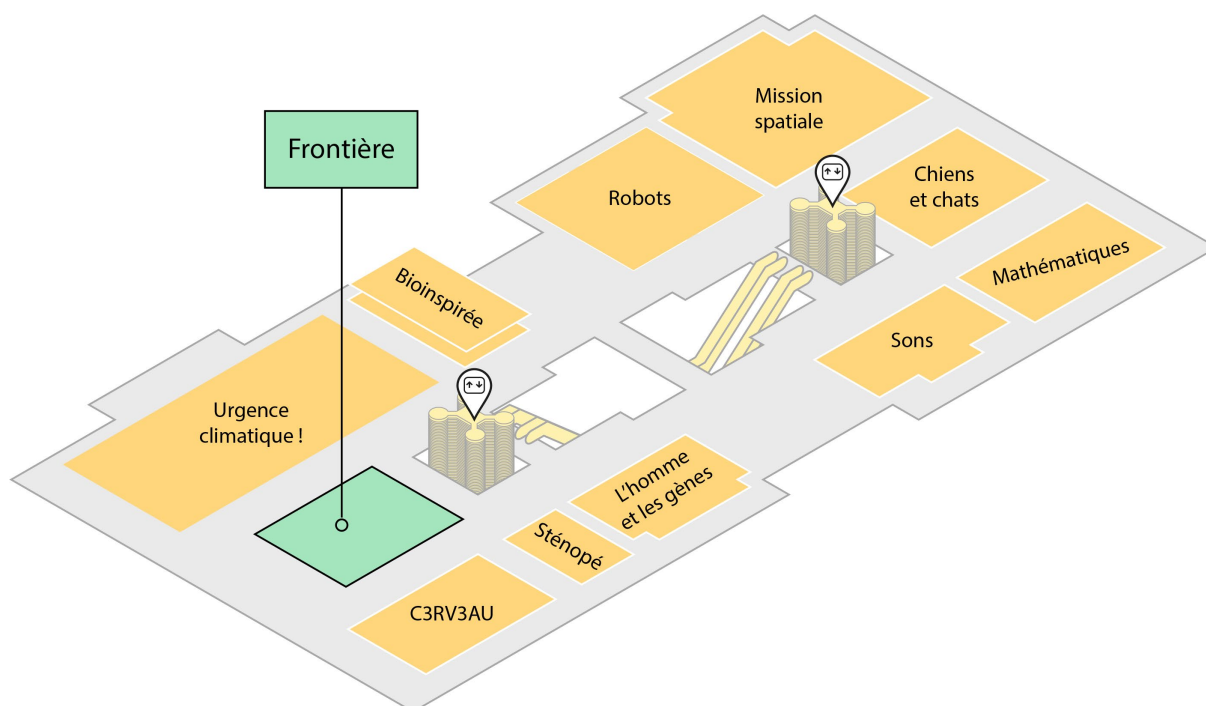 Mission
spatiale
Frontière
Chiens
et chats
Robots
Mathématiques
Bioinspirée
Sons
Urgence
climatique !
L'homme
et les gènes
Sténopé
C3RV3AU